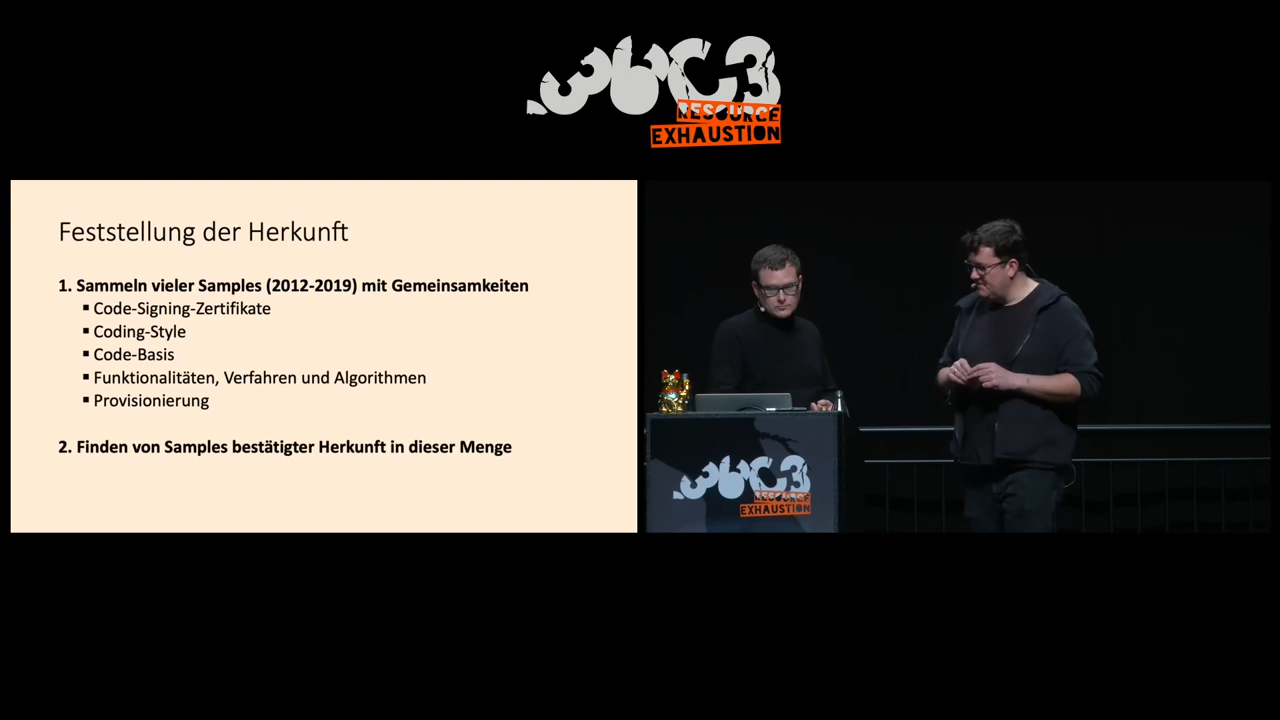 36C3
RESOURCE
EXHAUSTION
Feststellung der Herkunft
1. Sammeln vieler Samples (2012-2019) mit Gemeinsamkeiten
▪ Code-Signing-Zertifikate
▪ Coding-Style
▪ Code-Basis
▪ Funktionalitäten, Verfahren und Algorithmen
▪ Provisionierung
2. Finden von Samples bestätigter Herkunft in dieser Menge
36C3
RESOURCE
EXHAUSTION